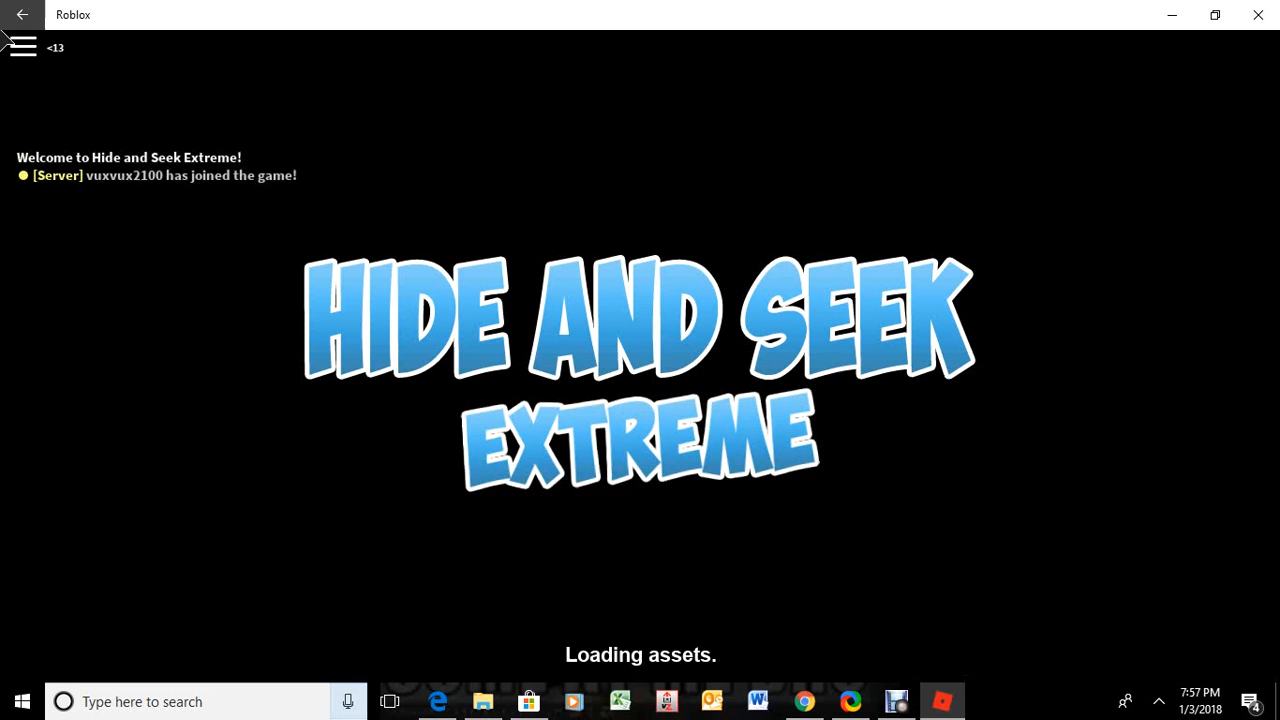 Roblox
<13
Welcome to Hide and Seek Extreme!
[Server] vuxvux2100 has joined the game!
HIDE AND SEEK
EXTREME
Loading assets.
Type here to search
7:57 PM
1/3/2018
4